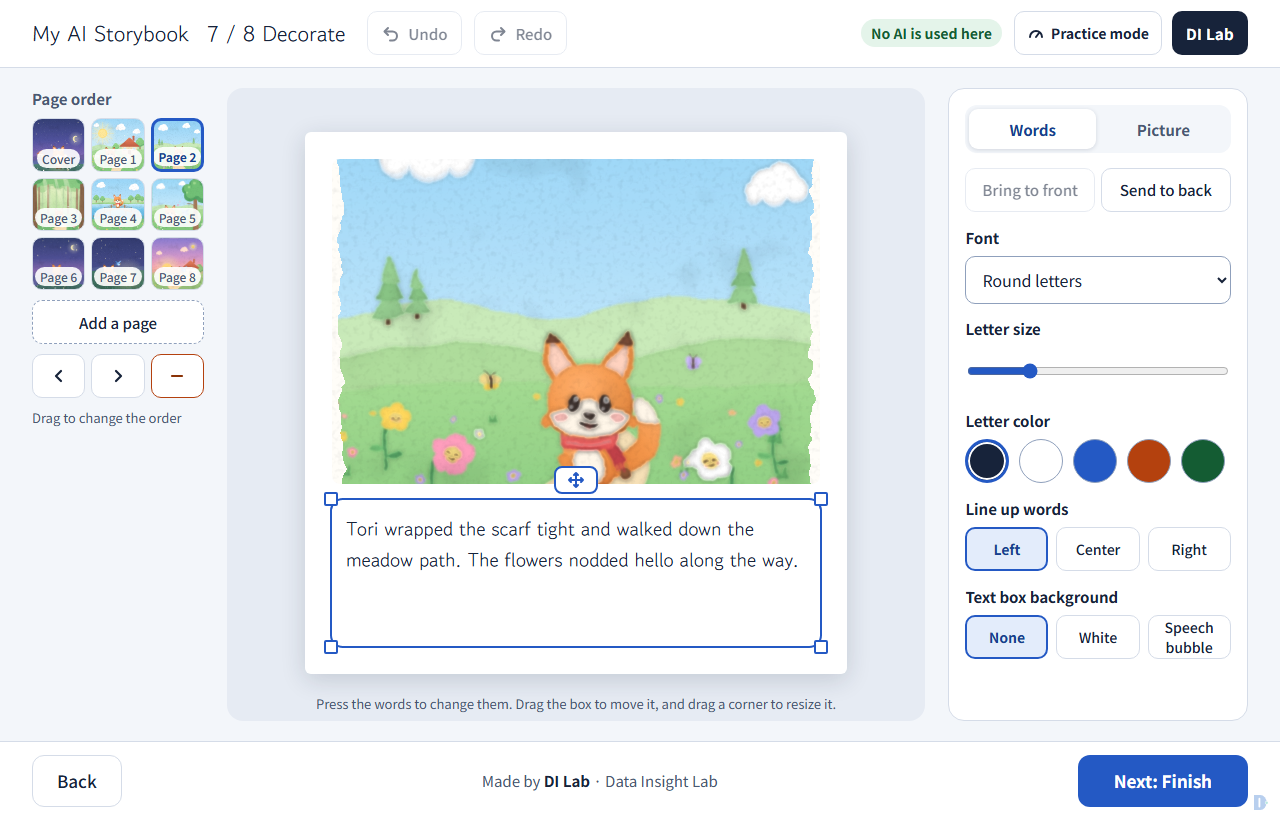 My AI Storybook 7 / 8 Decorate
Undo
Redo
No AI is used here
Practice mode
DI Lab
Page order
Cover
Page 1
Page 2
Page 3
Page 4
Page 5
Page 6
Page 7
Page 8
Add a page
Drag to change the order
Tori wrapped the scarf tight and walked down the
meadow path. The flowers nodded hello along the way.
Press the words to change them. Drag the box to move it, and drag a corner to resize it.
Words
Picture
Bring to front
Send to back
Font
Round letters
Letter size
Letter color
Line up words
Left
Center
Right
Text box background
None
White
Speech
bubble
Back
Made by DI Lab · Data Insight Lab
Next: Finish